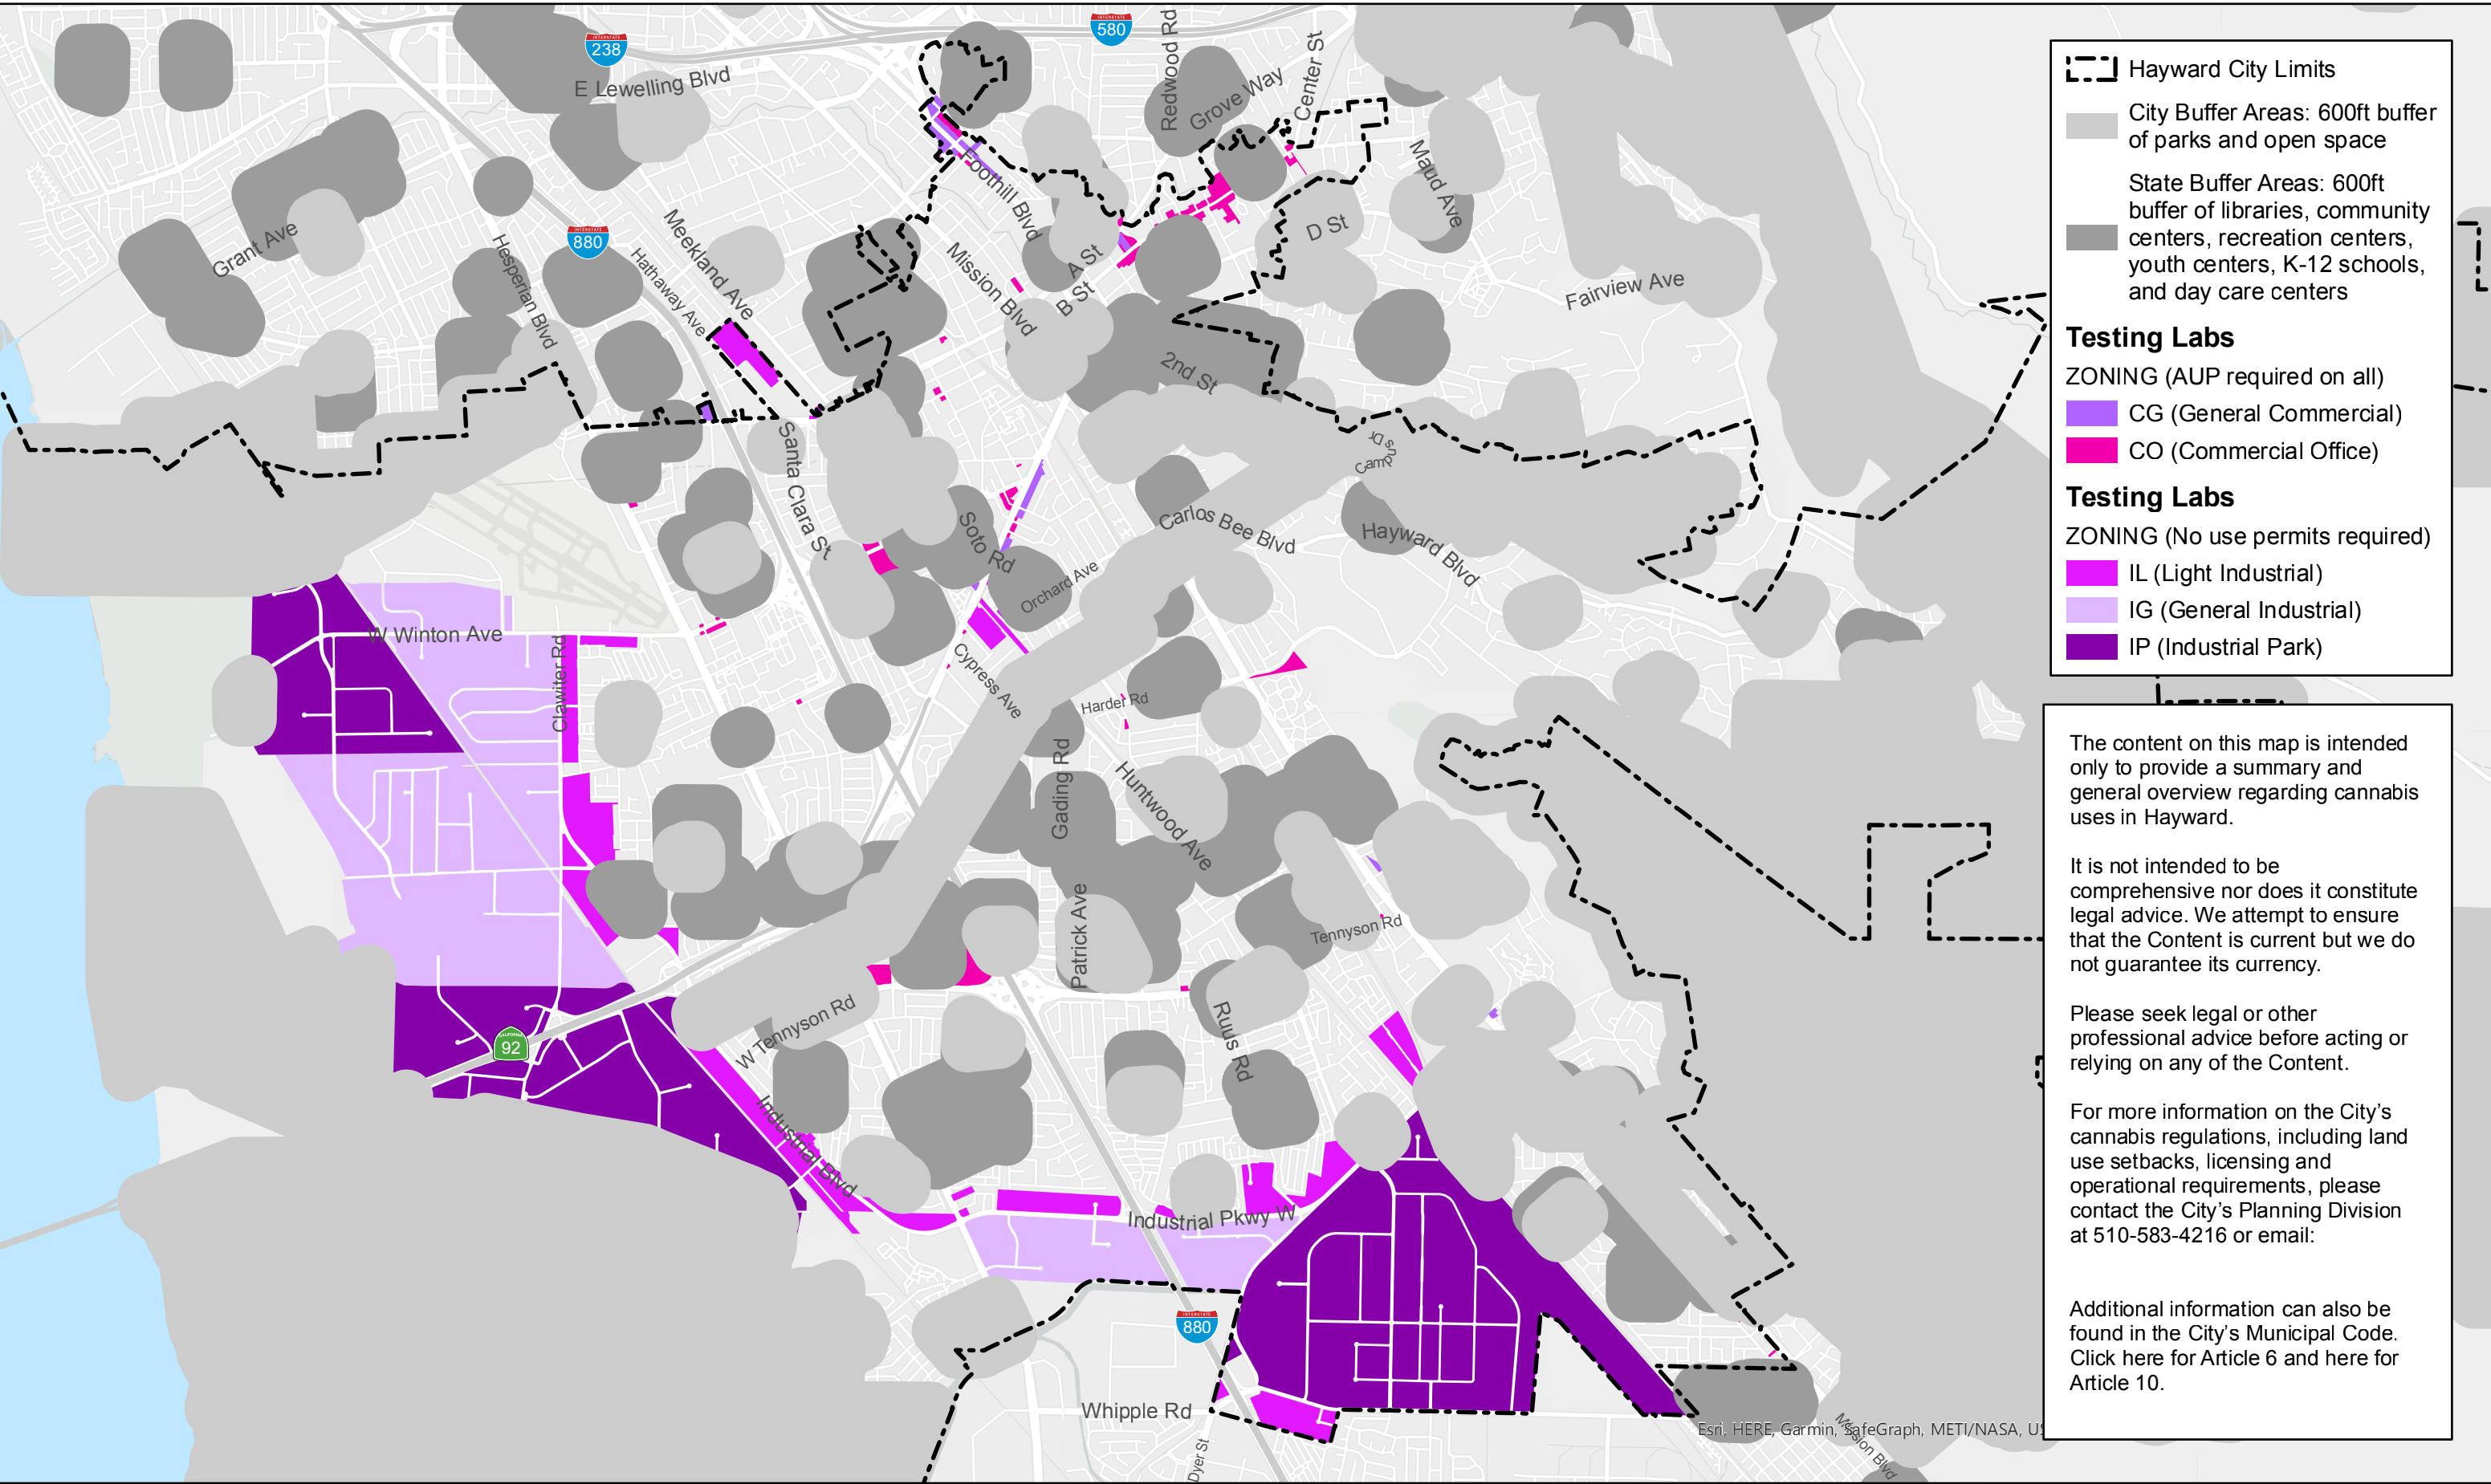 INTERSTATE
238
E Lewelling Blvd
INTERSTATE
580
Redwood Rd
Grove Way
Center St
Maud Ave
D St
Fairview Ave
Foothill Blvd
Grant Ave
Hesperian Blvd
INTERSTATE
880
Hathaway Ave
Meekland Ave
Mission Blvd
A St
B St
2nd St
Santa Clara St
Soto Rd
Orchard Ave
Carlos Bee Blvd
Campus Dr
Hayward Blvd
W Winton Ave
Clawiter Rd
Cypress Ave
Harder Rd
Gading Rd
Huntwood Ave
Patrick Ave
Tennyson Rd
CALIFORNIA
92
W Tennyson Rd
Ruus Rd
Industrial Blvd
Industrial Pkwy W
INTERSTATE
880
Whipple Rd
Dyer St
Mission Blvd
Esri, HERE, Garmin, SafeGraph, METI/NASA, US
Hayward City Limits
City Buffer Areas: 600ft buffer
of parks and open space
State Buffer Areas: 600ft
buffer of libraries, community
centers, recreation centers,
youth centers, K-12 schools,
and day care centers
Testing Labs
ZONING (AUP required on all)
CG (General Commercial)
CO (Commercial Office)
Testing Labs
ZONING (No use permits required)
IL (Light Industrial)
IG (General Industrial)
IP (Industrial Park)
The content on this map is intended
only to provide a summary and
general overview regarding cannabis
uses in Hayward.
It is not intended to be
comprehensive nor does it constitute
legal advice. We attempt to ensure
that the Content is current but we do
not guarantee its currency.
Please seek legal or other
professional advice before acting or
relying on any of the Content.
For more information on the City's
cannabis regulations, including land
use setbacks, licensing and
operational requirements, please
contact the City's Planning Division
at 510-583-4216 or email:
Additional information can also be
found in the City's Municipal Code.
Click here for Article 6 and here for
Article 10.